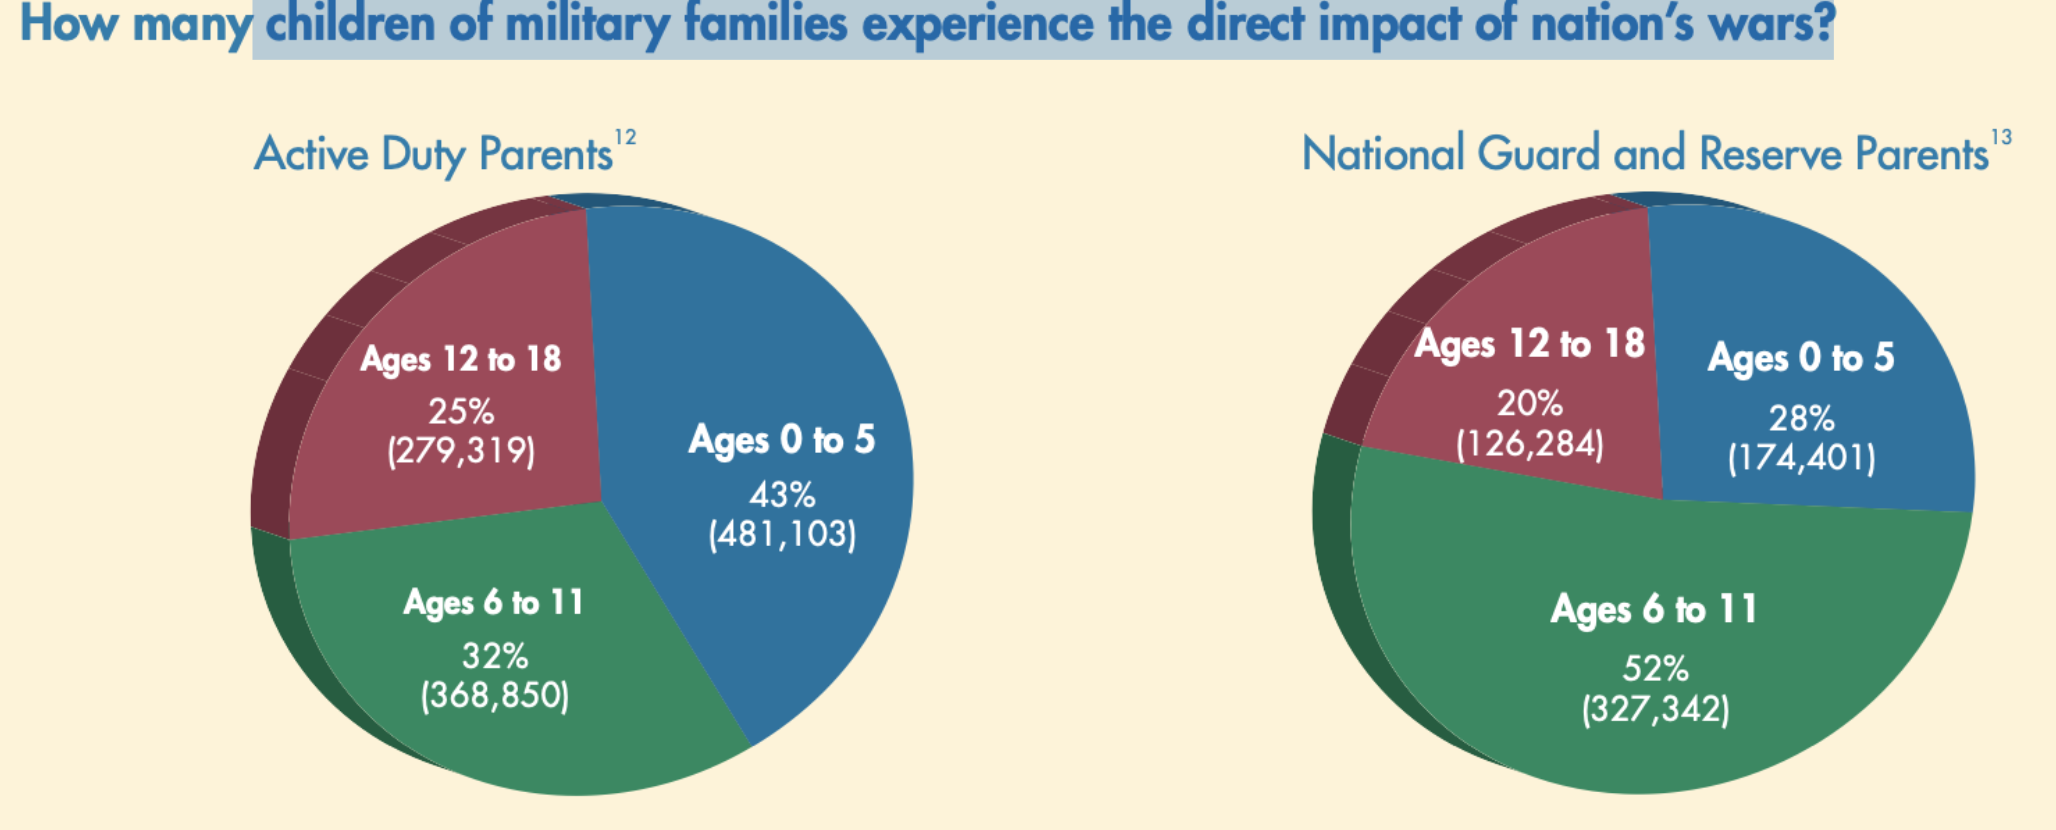 How many children of military families experience the direct impact of nation's wars?
Active Duty Parents12
Ages 12 to 18
25%
(279,319)
Ages 0 to 5
43%
(481,103)
Ages 6 to 11
32%
(368,850)
National Guard and Reserve Parents13
Ages 12 to 18
20%
(126,284)
Ages 0 to 5
28%
(174,401)
Ages 6 to 11
52%
(327,342)